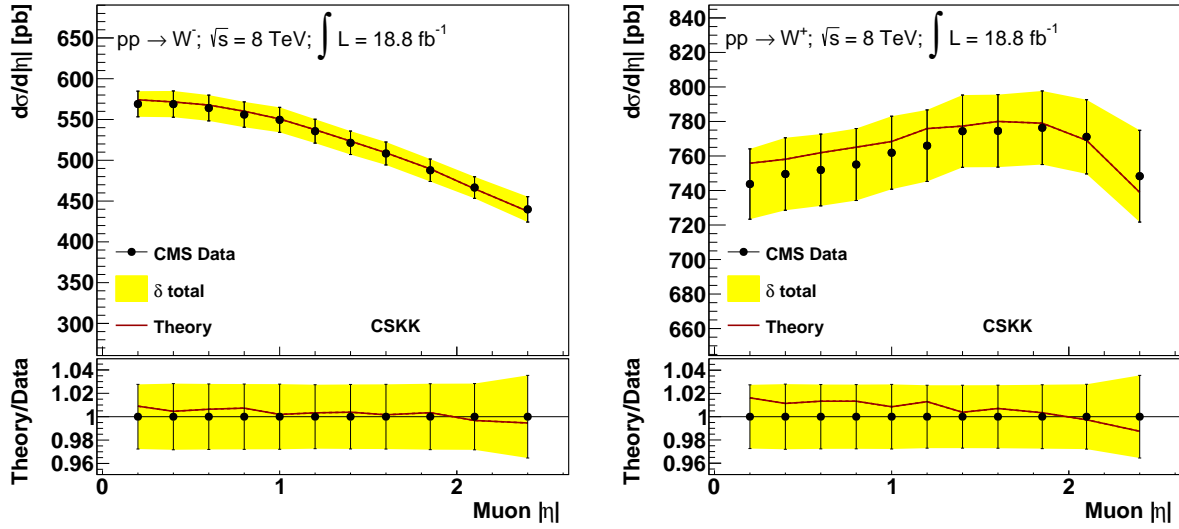 dσ/d|η| [pb]
pp → W⁻; √s = 8 TeV; ∫ L = 18.8 fb⁻¹
650
600
550
500
450
400
350
300
CMS Data
δ total
Theory
CSKK
Theory/Data
1.04
1.02
1
0.98
0.96
0 1 2
Muon |η|
dσ/d|η| [pb]
pp → W⁺; √s = 8 TeV; ∫ L = 18.8 fb⁻¹
840
820
800
780
760
740
720
700
680
660
CMS Data
δ total
Theory
CSKK
Theory/Data
1.04
1.02
1
0.98
0.96
0 1 2
Muon |η|